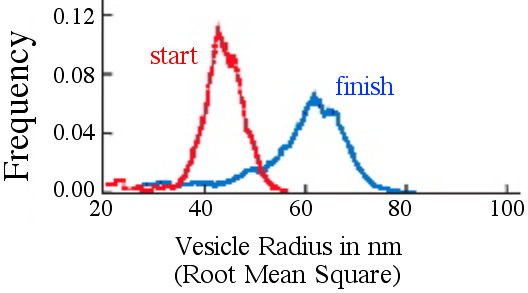 Frequency
0.12
0.08
0.04
0.00
start
finish
20 40 60 80 100
Vesicle Radius in nm
(Root Mean Square)